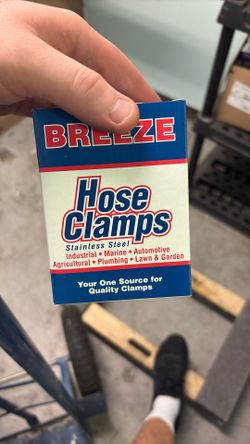 BREEZE
Hose
Clamps
Stainless Steel
Industrial • Marine • Automotive
Agricultural • Plumbing • Lawn & Garden
Your One Source for
Quality Clamps